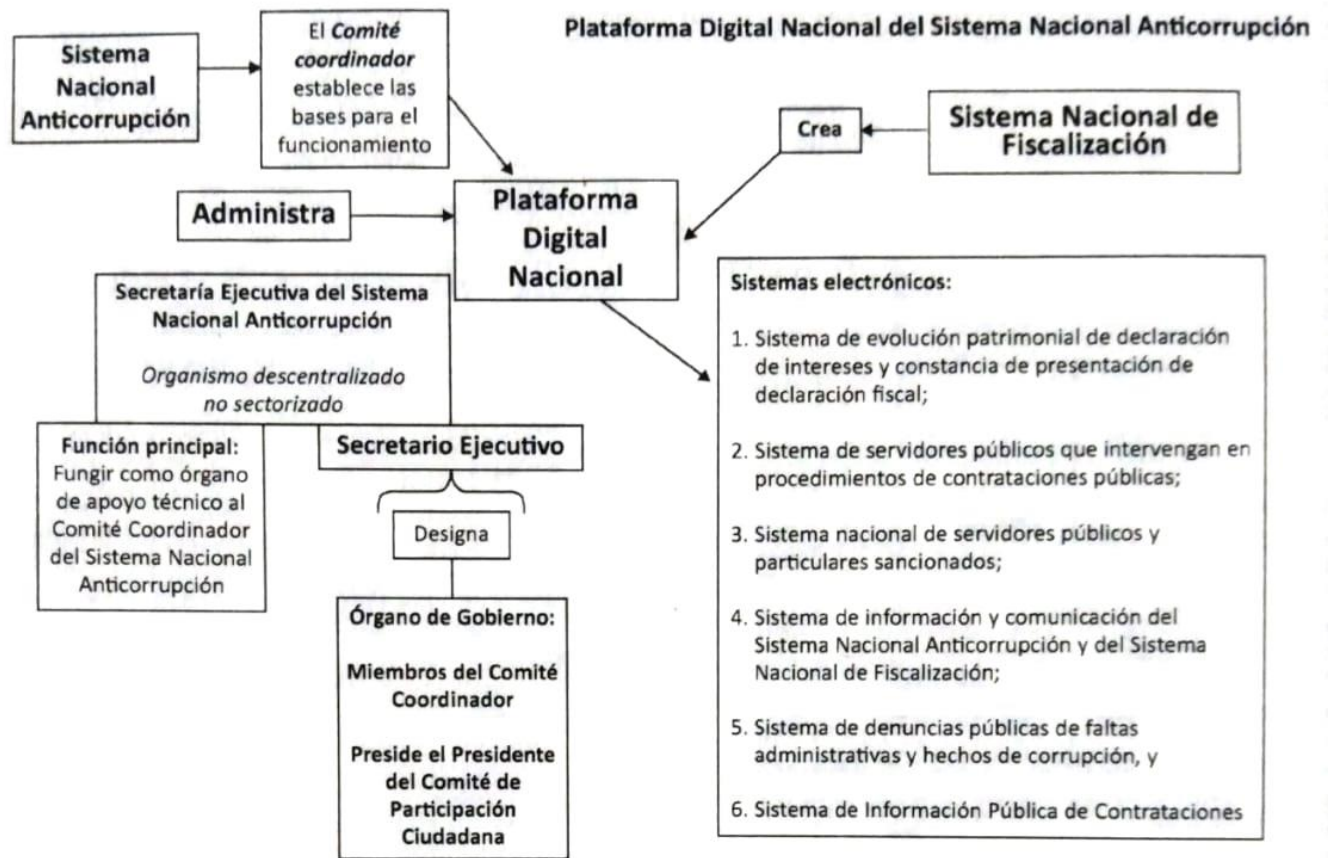 Plataforma Digital Nacional del Sistema Nacional Anticorrupción
Sistema
Nacional
Anticorrupción
El Comité
coordinador
establece las
bases para el
funcionamiento
Crea
Sistema Nacional de
Fiscalización
Administra
Plataforma
Digital
Nacional
Secretaría Ejecutiva del Sistema
Nacional Anticorrupción
Organismo descentralizado
no sectorizado
Función principal:
Fungir como órgano
de apoyo técnico al
Comité Coordinador
del Sistema Nacional
Anticorrupción
Secretario Ejecutivo
Designa
Órgano de Gobierno:
Miembros del Comité
Coordinador
Preside el Presidente
del Comité de
Participación
Ciudadana
Sistemas electrónicos:
1. Sistema de evolución patrimonial de declaración
de intereses y constancia de presentación de
declaración fiscal;
2. Sistema de servidores públicos que intervengan en
procedimientos de contrataciones públicas;
3. Sistema nacional de servidores públicos y
particulares sancionados;
4. Sistema de información y comunicación del
Sistema Nacional Anticorrupción y del Sistema
Nacional de Fiscalización;
5. Sistema de denuncias públicas de faltas
administrativas y hechos de corrupción, y
6. Sistema de Información Pública de Contrataciones